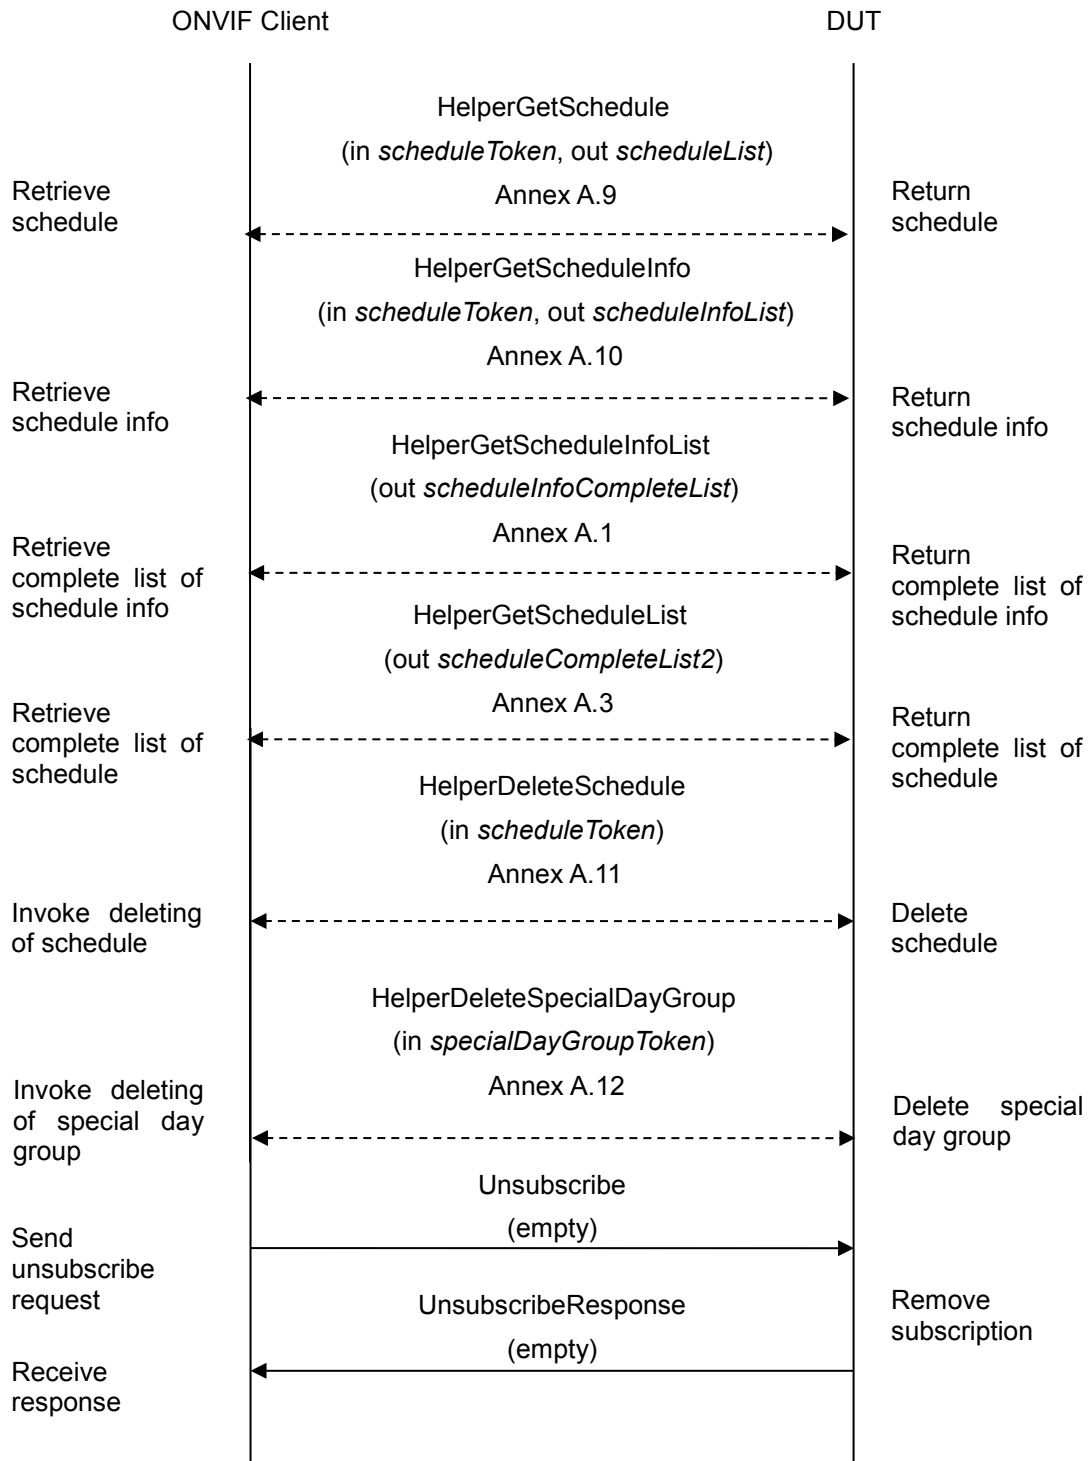 ONVIF Client
DUT
HelperGetSchedule
(in scheduleToken, out scheduleList)
Annex A.9
Retrieve
schedule
Return
schedule
HelperGetScheduleInfo
(in scheduleToken, out scheduleInfoList)
Annex A.10
Retrieve
schedule info
Return
schedule info
HelperGetScheduleInfoList
(out scheduleInfoCompleteList)
Annex A.1
Retrieve
complete list of
schedule info
Return
complete list of
schedule info
HelperGetScheduleList
(out scheduleCompleteList2)
Annex A.3
Retrieve
complete list of
schedule
Return
complete list of
schedule
HelperDeleteSchedule
(in scheduleToken)
Annex A.11
Invoke deleting
of schedule
Delete
schedule
HelperDeleteSpecialDayGroup
(in specialDayGroupToken)
Annex A.12
Invoke deleting
of special day
group
Delete special
day group
Unsubscribe
(empty)
Send
unsubscribe
request
UnsubscribeResponse
(empty)
Remove
subscription
Receive
response